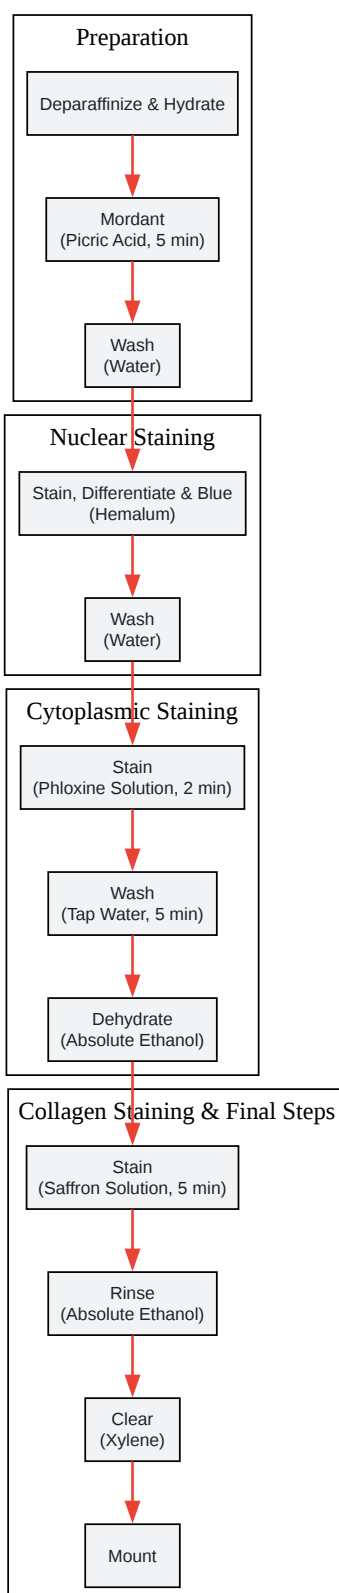 Preparation
Deparaffinize & Hydrate
Mordant
(Picric Acid, 5 min)
Wash
(Water)
Nuclear Staining
Stain, Differentiate & Blue
(Hemalum)
Wash
(Water)
Cytoplasmic Staining
Stain
(Phloxine Solution, 2 min)
Wash
(Tap Water, 5 min)
Dehydrate
(Absolute Ethanol)
Collagen Staining & Final Steps
Stain
(Saffron Solution, 5 min)
Rinse
(Absolute Ethanol)
Clear
(Xylene)
Mount